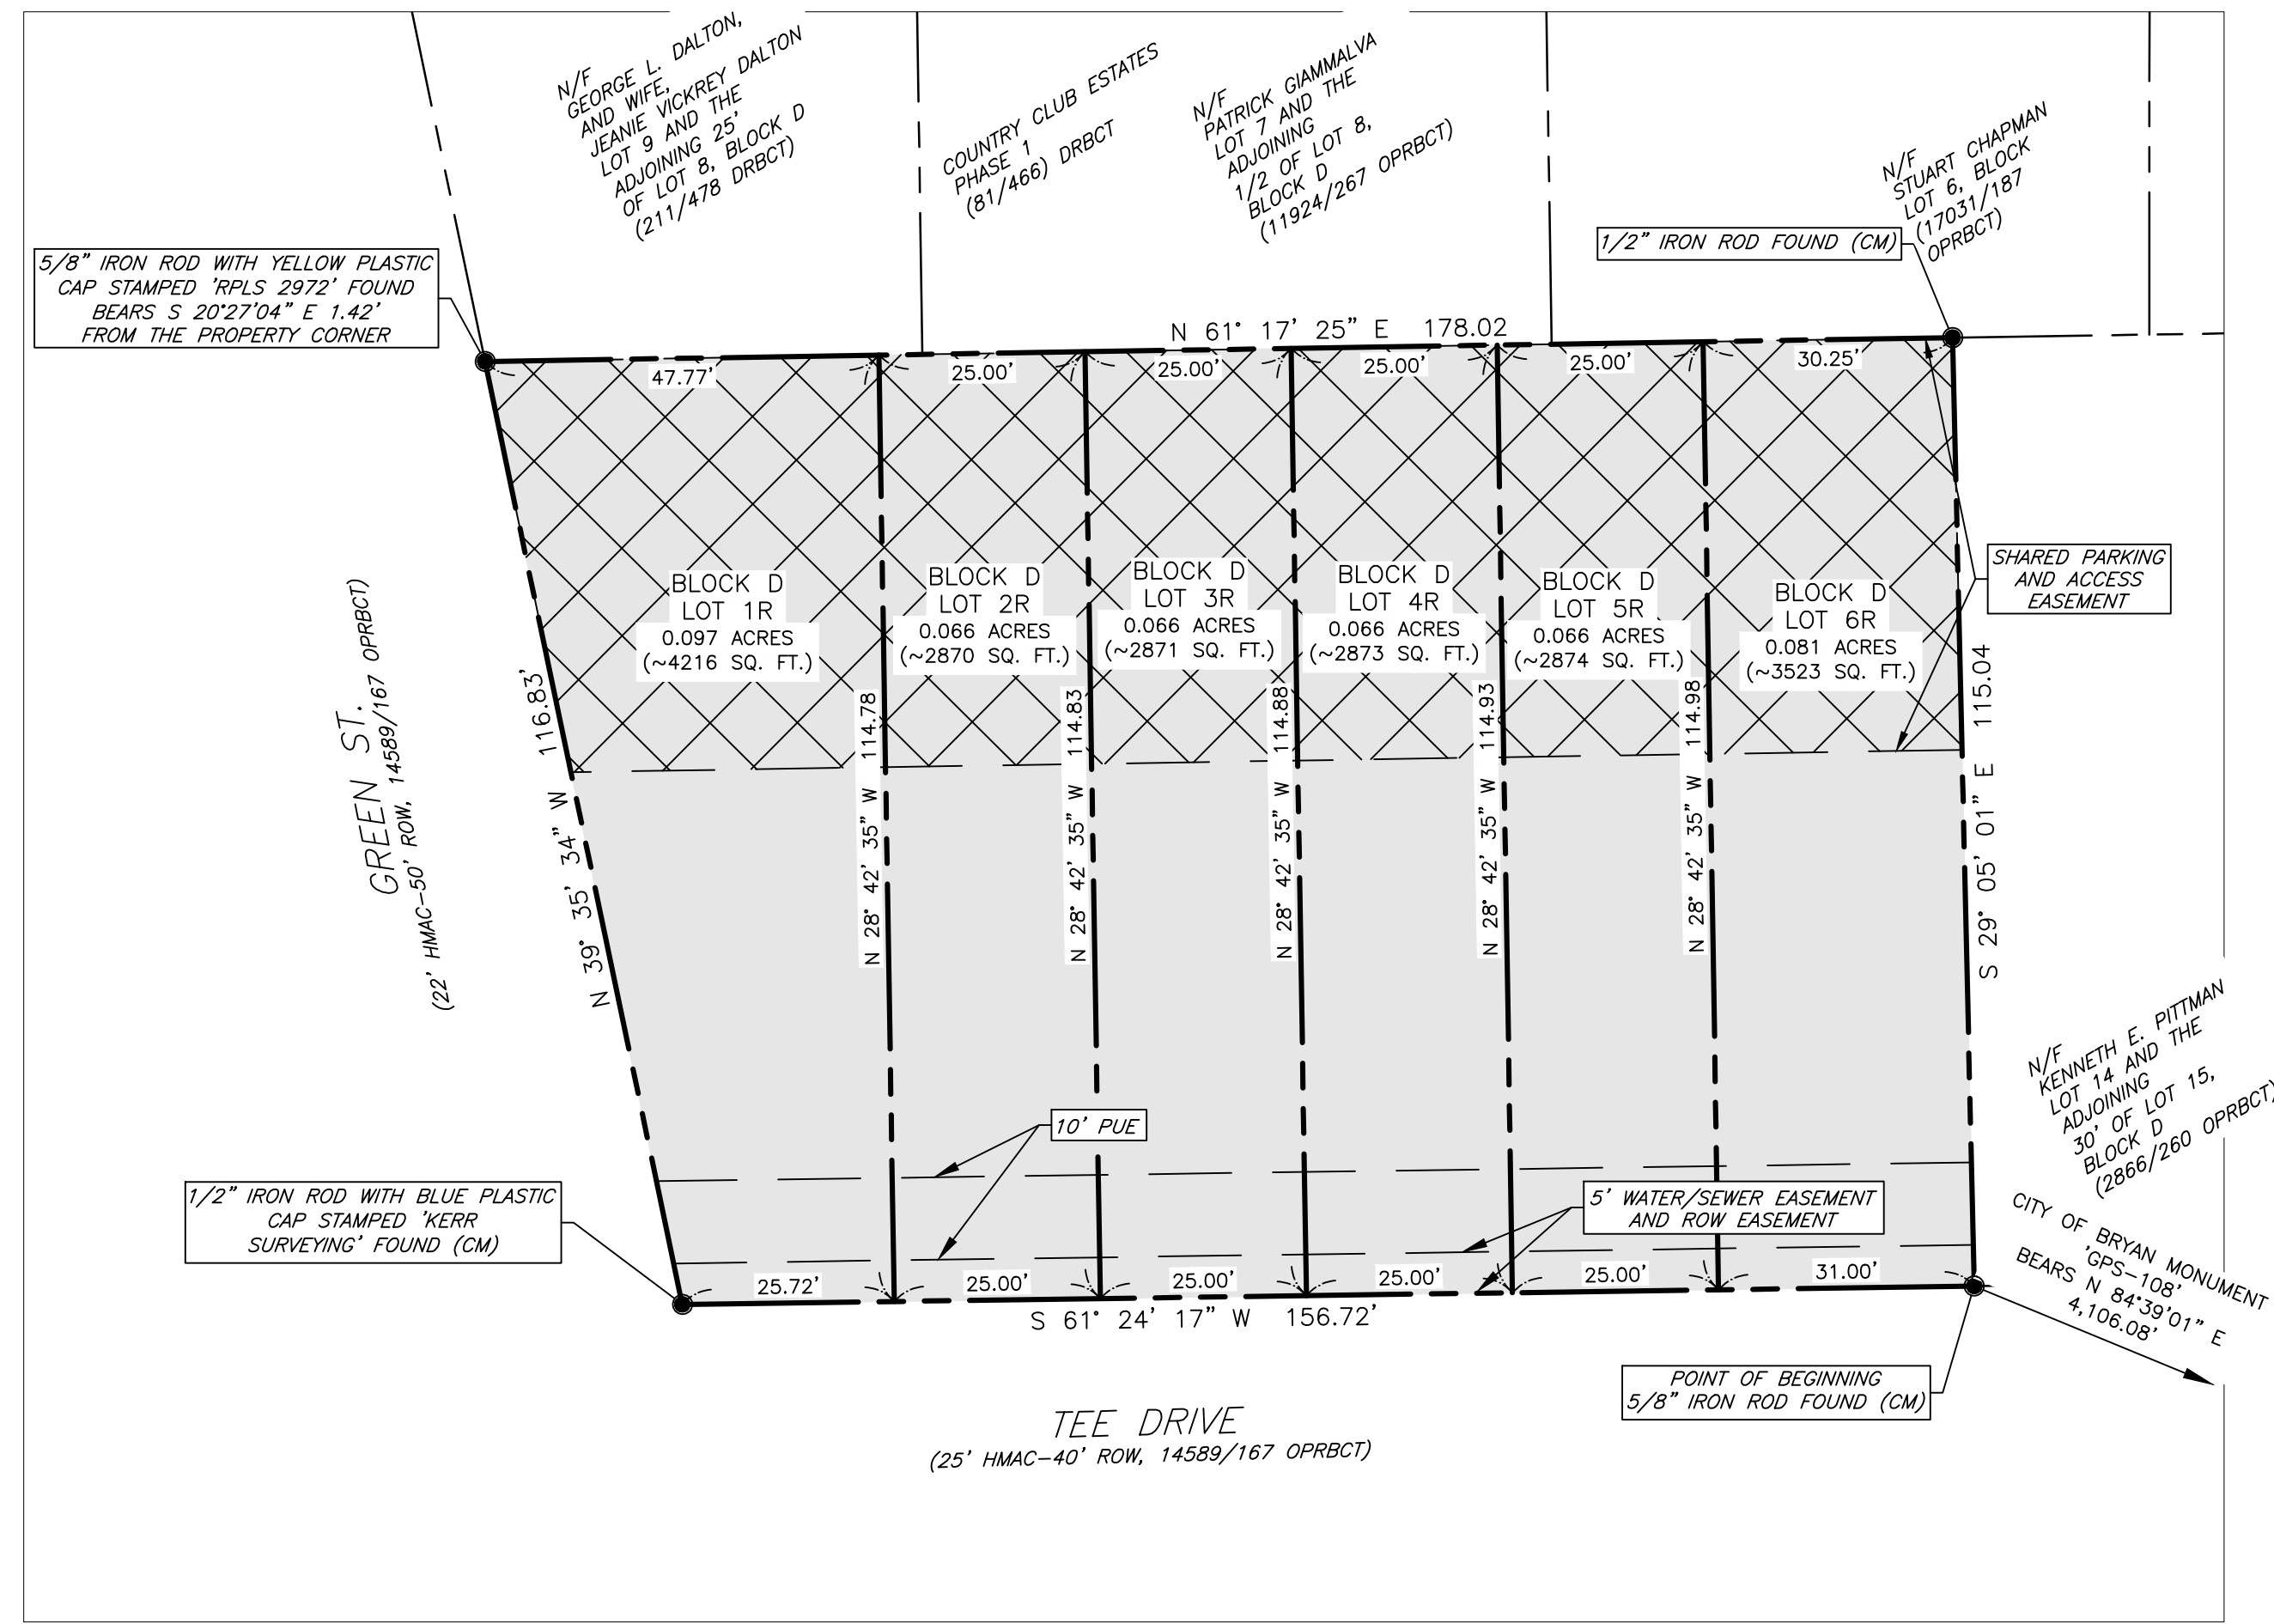 N/F
GEORGE L. DALTON,
AND WIFE,
JEANIE VICKREY DALTON
LOT 9 AND THE
ADJOINING 25'
OF LOT 8, BLOCK D
(211/478 DRBCT)
COUNTRY CLUB ESTATES
PHASE 1
(81/466) DRBCT
N/F
PATRICK GIAMMALVA
LOT 7 AND THE
ADJOINING
1/2 OF LOT 8,
BLOCK D
(11924/267 OPRBCT)
N/F
STUART CHAPMAN
LOT 6, BLOCK
(17031/187
OPRBCT)
1/2" IRON ROD FOUND (CM)
5/8" IRON ROD WITH YELLOW PLASTIC
CAP STAMPED 'RPLS 2972' FOUND
BEARS S 20°27'04" E 1.42'
FROM THE PROPERTY CORNER
N 61° 17' 25" E 178.02
47.77'
25.00'
25.00'
25.00'
25.00'
30.25'
SHARED PARKING
AND ACCESS
EASEMENT
BLOCK D
LOT 1R
0.097 ACRES
(~4216 SQ. FT.)
BLOCK D
LOT 2R
0.066 ACRES
(~2870 SQ. FT.)
BLOCK D
LOT 3R
0.066 ACRES
(~2871 SQ. FT.)
BLOCK D
LOT 4R
0.066 ACRES
(~2873 SQ. FT.)
BLOCK D
LOT 5R
0.066 ACRES
(~2874 SQ. FT.)
BLOCK D
LOT 6R
0.081 ACRES
(~3523 SQ. FT.)
GREEN ST.
(22' HMAC-50' ROW, 14589/167 OPRBCT)
N 39° 35' 34" W 116.83'
N 28° 42' 35" W 114.78
N 28° 42' 35" W 114.83
N 28° 42' 35" W 114.88
N 28° 42' 35" W 114.93
N 28° 42' 35" W 114.98
S 29° 05' 01" E 115.04
N/F
KENNETH E. PITTMAN
LOT 14 AND THE
ADJOINING
30' OF LOT 15,
BLOCK D
(2866/260 OPRBCT)
10' PUE
5' WATER/SEWER EASEMENT
AND ROW EASEMENT
1/2" IRON ROD WITH BLUE PLASTIC
CAP STAMPED 'KERR
SURVEYING' FOUND (CM)
CITY OF BRYAN MONUMENT
'GPS-108'
BEARS N 84°39'01" E
4,106.08'
25.72'
25.00'
25.00'
25.00'
25.00'
31.00'
S 61° 24' 17" W 156.72'
POINT OF BEGINNING
5/8" IRON ROD FOUND (CM)
TEE DRIVE
(25' HMAC-40' ROW, 14589/167 OPRBCT)